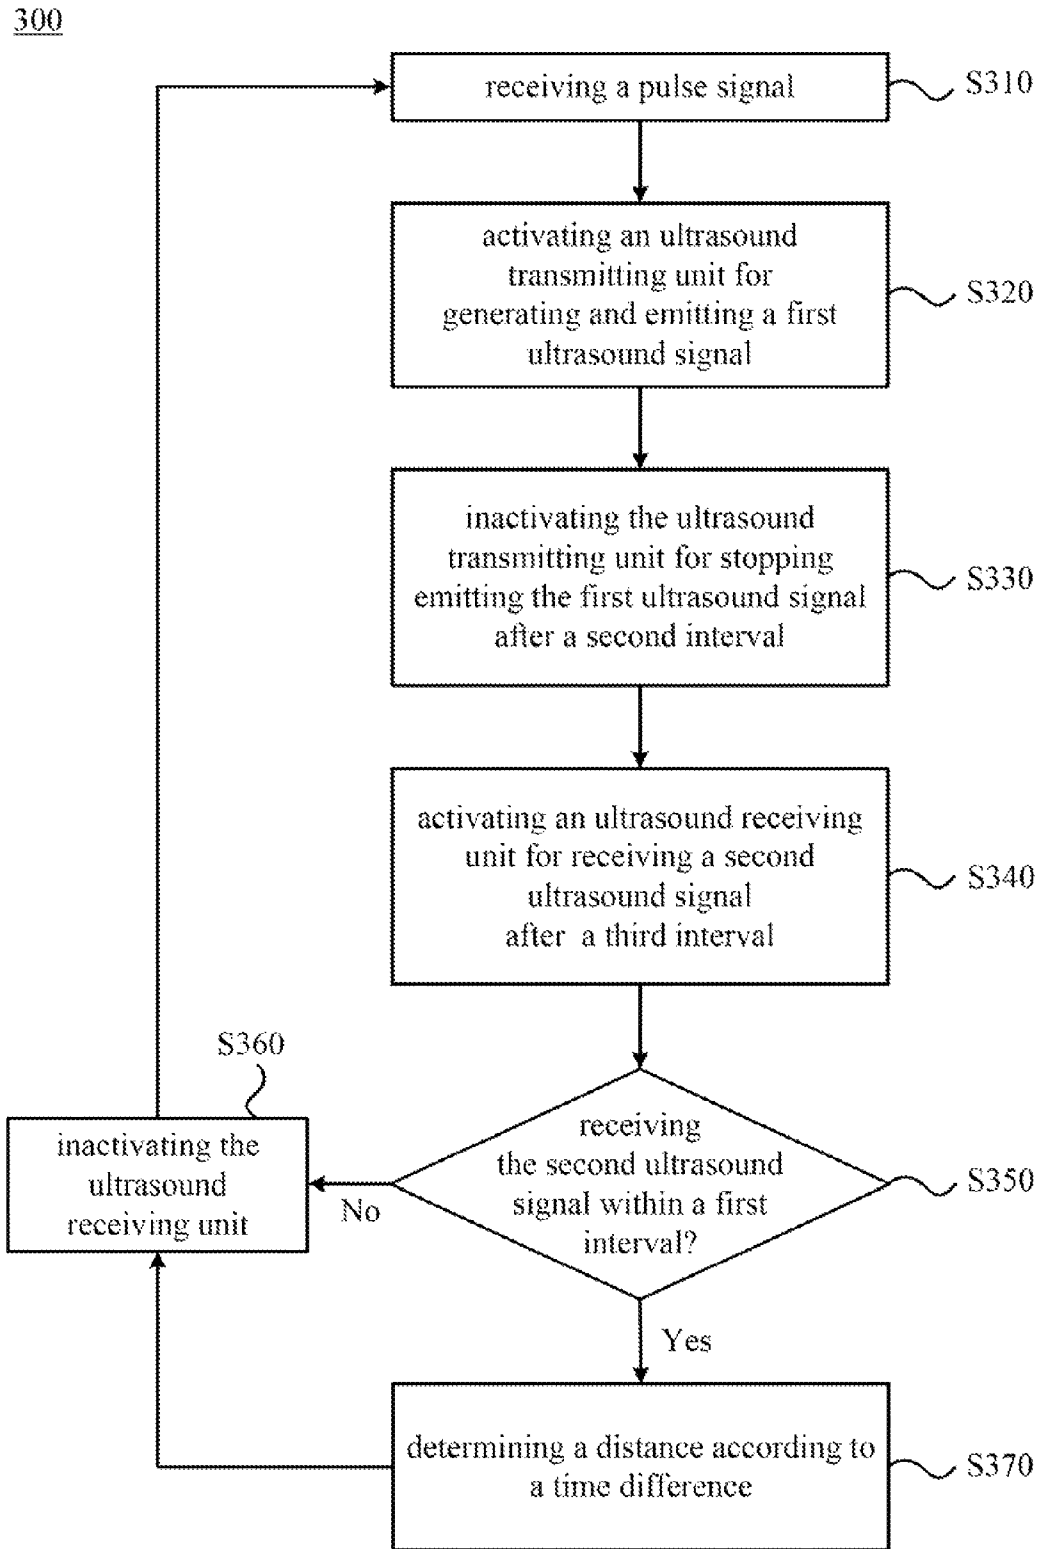 300
receiving a pulse signal
S310
activating an ultrasound
transmitting unit for
generating and emitting a first
ultrasound signal
S320
inactivating the ultrasound
transmitting unit for stopping
emitting the first ultrasound signal
after a second interval
S330
activating an ultrasound receiving
unit for receiving a second
ultrasound signal
after a third interval
S340
receiving
the second ultrasound
signal within a first
interval?
S350
No
S360
inactivating the
ultrasound
receiving unit
Yes
determining a distance according to
a time difference
S370